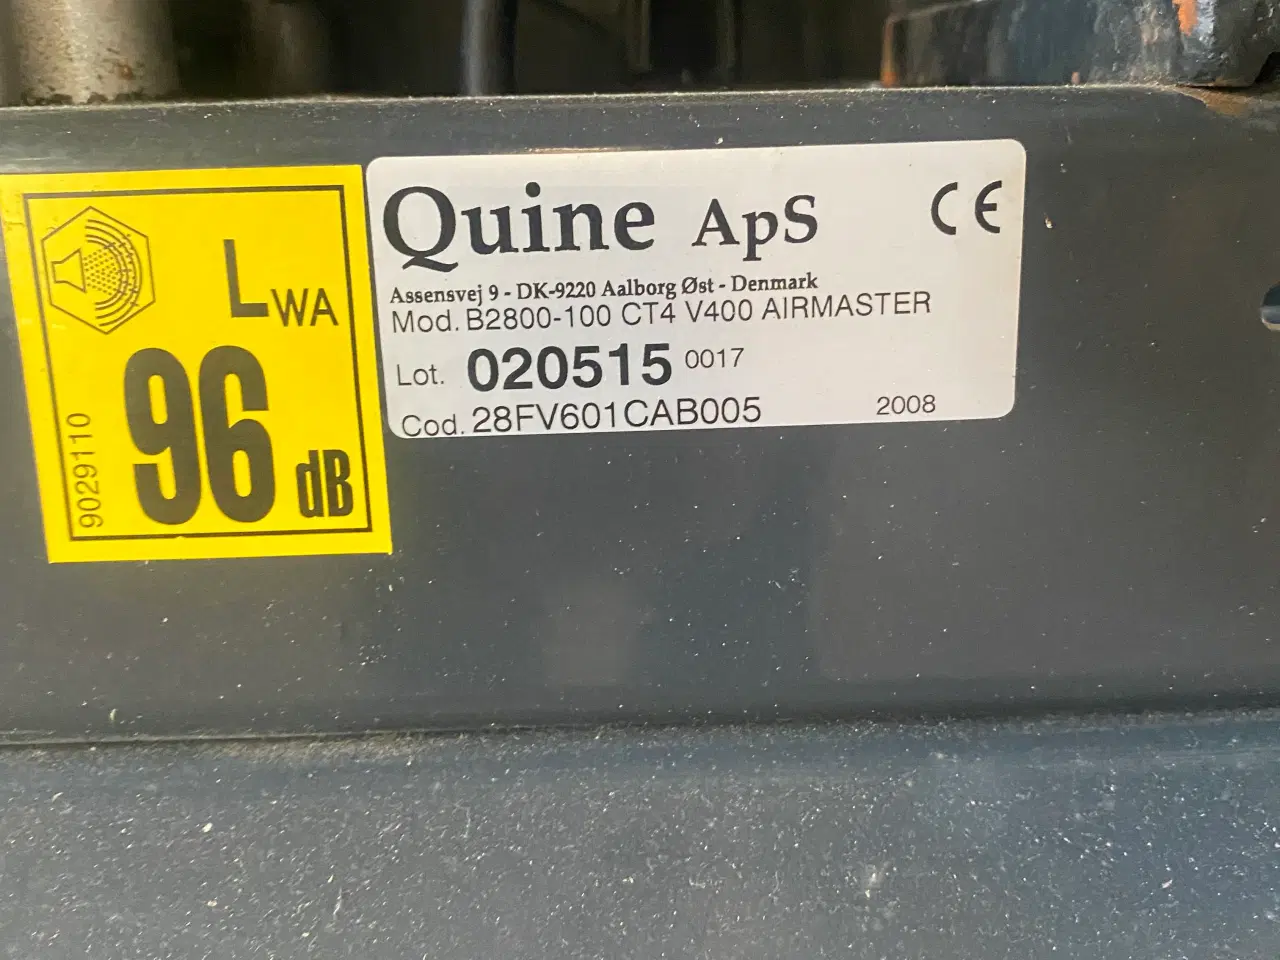 LWA
96 dB
9029110
Quine ApS
CE
Assensvej 9 - DK-9220 Aalborg Øst - Denmark
Mod. B2800-100 CT4 V400 AIRMASTER
Lot. 020515 0017
Cod. 28FV601CAB005 2008